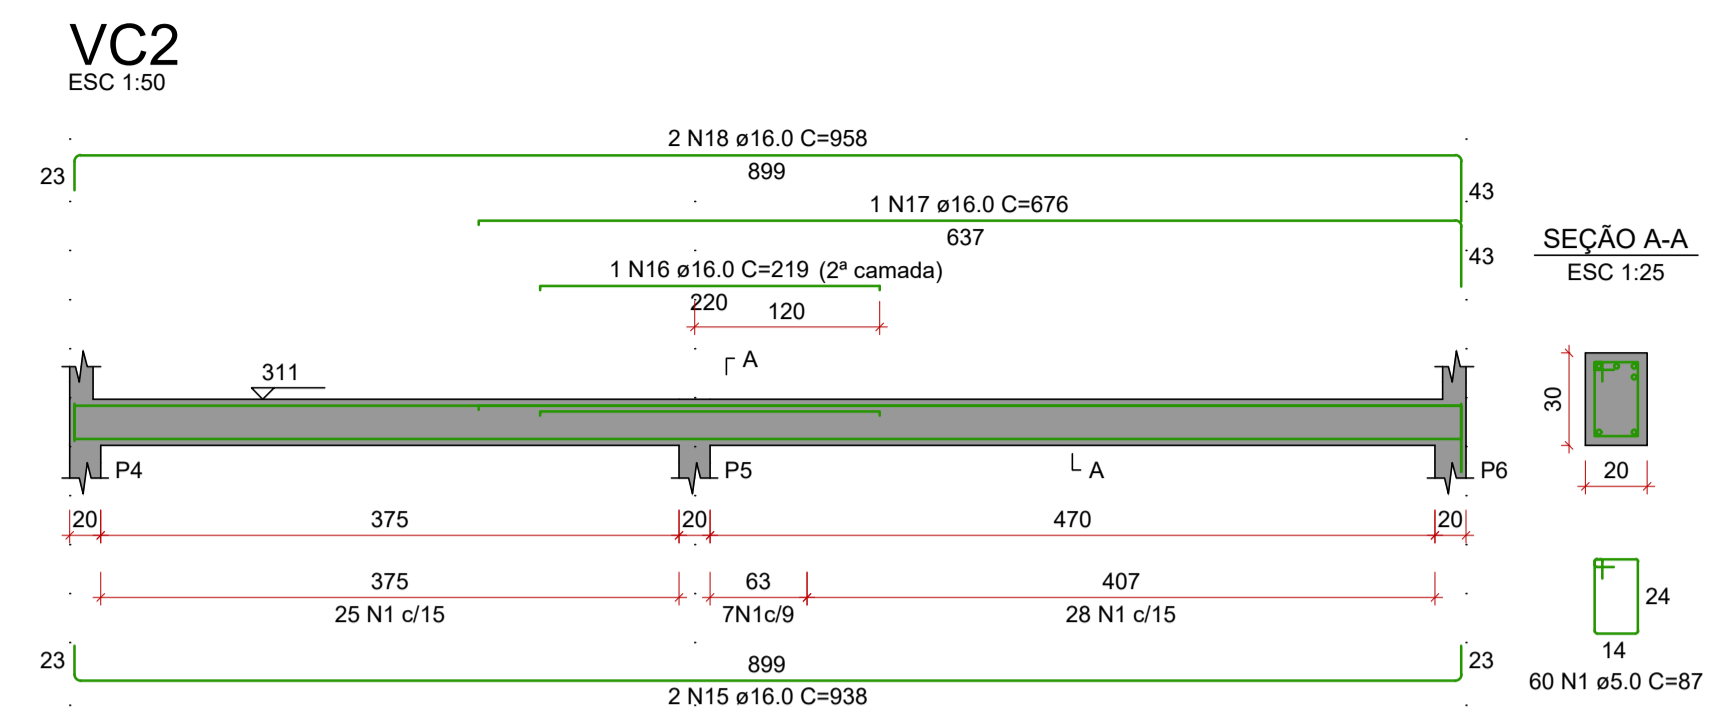 VC2
ESC 1:50
2 N18 ø16.0 C=958
23
899
43
1 N17 ø16.0 C=676
637
43
SEÇÃO A-A
ESC 1:25
1 N16 ø16.0 C=219 (2ª camada)
220
120
A
311
30
P4
P5
A
P6
20
20
375
20
470
20
375
63
407
25 N1 c/15
7N1c/9
28 N1 c/15
24
14
23
899
23
2 N15 ø16.0 C=938
60 N1 ø5.0 C=87